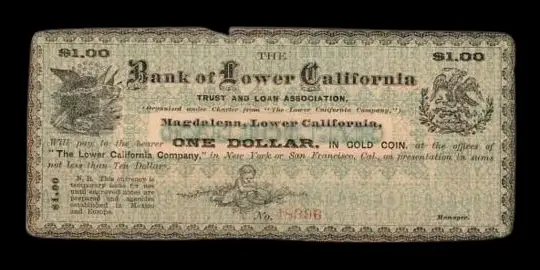 $1.00 THE $1.00
Bank of Lower California
TRUST AND LOAN ASSOCIATION,
(Organized under Charter from "The Lower California Company,")
Magdalena, Lower California,
Will pay to the bearer ONE DOLLAR, IN GOLD COIN, at the offices of
"The Lower California Company," in New York or San Francisco, Cal., on presentation in sums
not less than Ten Dollars.
$1.00
N. B. This currency is
temporary issue for use
until engraved notes are
prepared and agencies
established in Mexico
and Europe.
No. 18396
Manager.